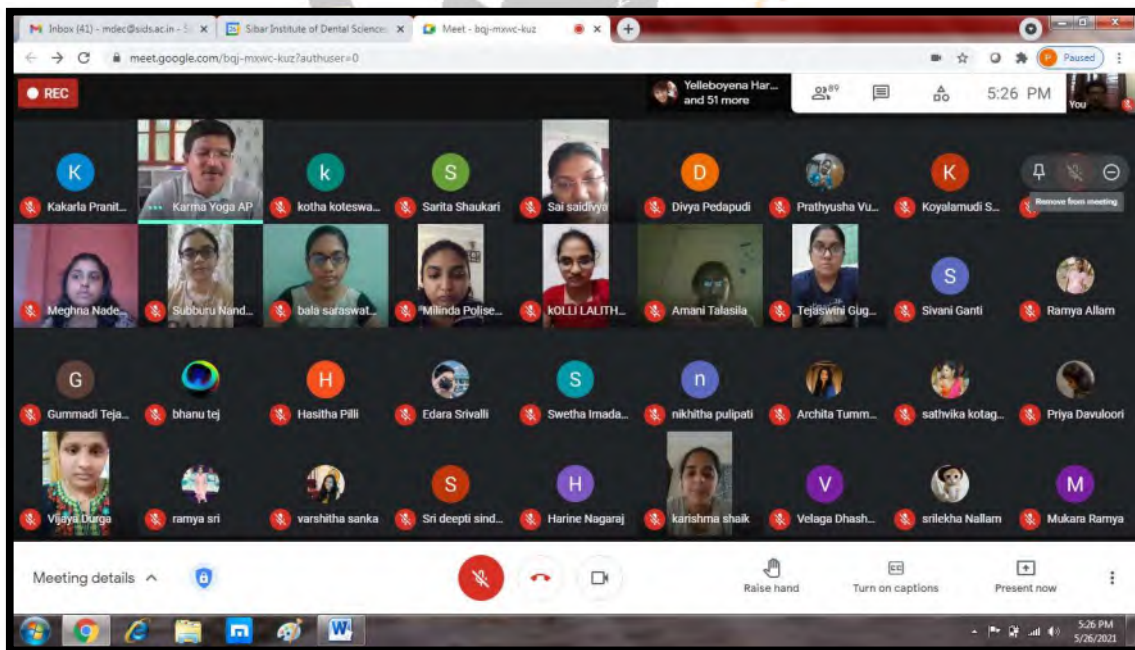 Inbox (41) - mdec@sids.ac.in - S
Sibar Institute of Dental Science
Meet - bqj-mxwc-kuz
meet.google.com/bqj-mxwc-kuz?authuser=0
Paused
REC
Yelleboyena Har...
and 51 more
89
5:26 PM
You
K
k
S
D
K
Kakarla Pranit...
Karma Yoga AP
kotha koteswa...
Sarita Shaukari
Sai saidivya
Divya Pedapudi
Prathyusha Vu...
Koyalamudi S...
Remove from meeting
S
Meghna Nade...
Subburu Nand...
bala saraswat...
Milinda Polise...
kOLLI LALITH...
Amani Talasila
Tejaswini Gug...
Sivani Ganti
Ramya Allam
G
H
S
n
Gummadi Teja...
bhanu tej
Hasitha Pilli
Edara Srivalli
Swetha Imada...
nikhitha pulipati
Archita Tumm...
sathvika kotag...
Priya Davuloori
S
H
V
M
Vijaya Durga
ramya sri
varshitha sanka
Sri deepti sind...
Harine Nagaraj
karishma shaik
Velaga Dhash...
srilekha Nallam
Mukara Ramya
Meeting details
Raise hand
CC
Turn on captions
Present now
5:26 PM
5/26/2021